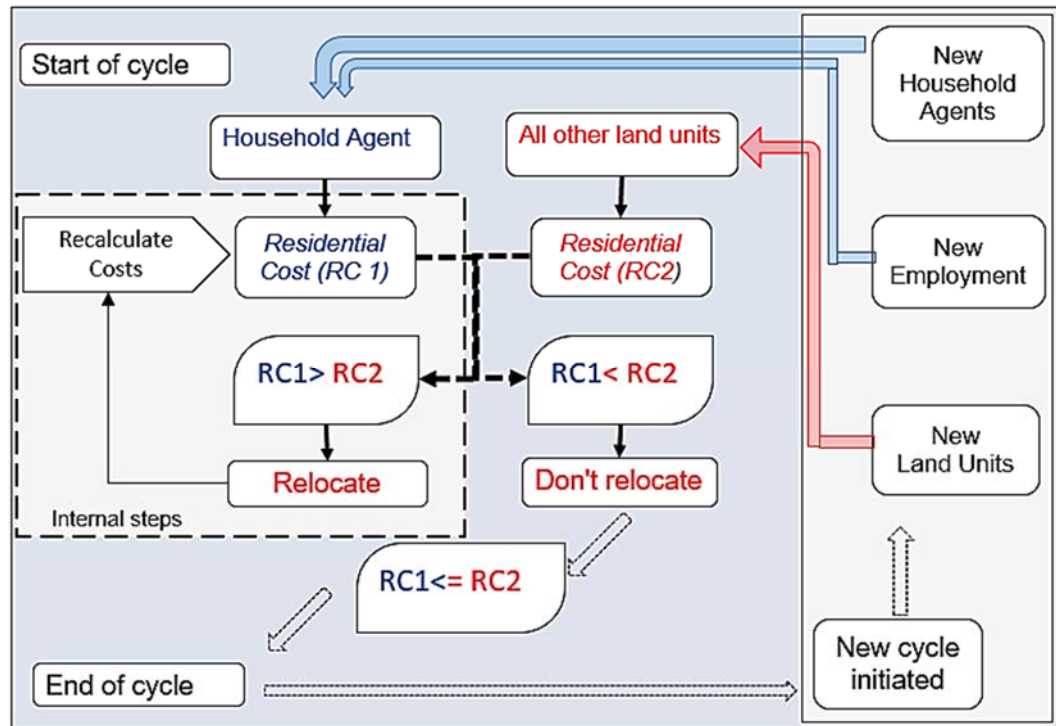 Start of cycle
New
Household
Agents
Household Agent
All other land units
Recalculate
Costs
Residential
Cost (RC 1)
Residential
Cost (RC2)
New
Employment
RC1> RC2
RC1< RC2
New
Land Units
Relocate
Don't relocate
Internal steps
RC1<= RC2
New cycle
initiated
End of cycle